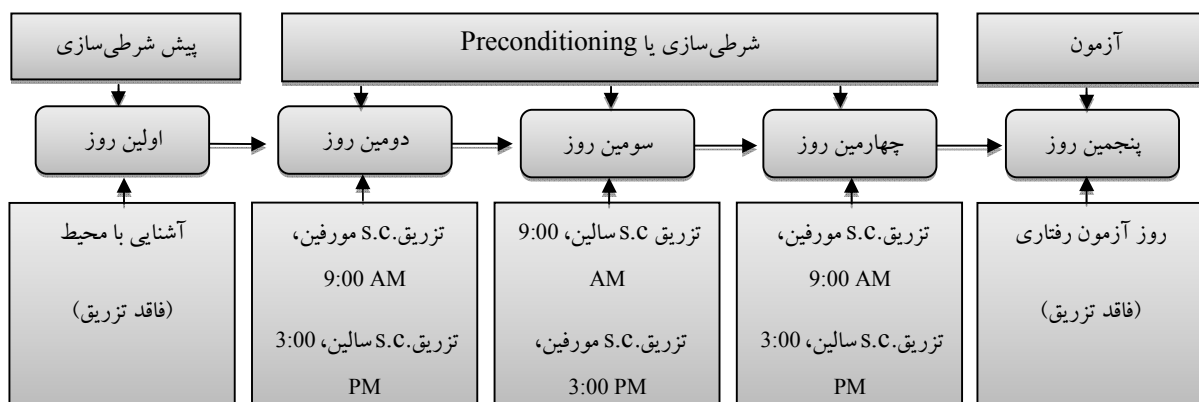 پیش شرطی‌سازی
شرطی‌سازی یا Preconditioning
آزمون
اولین روز
دومین روز
سومین روز
چهارمین روز
پنجمین روز
آشنایی با محیط
(فاقد تزریق)
تزریق.s.c مورفین،
9:00 AM
تزریق.s.c سالین، 3:00
PM
تزریق s.c سالین، 9:00
AM
تزریق.s.c مورفین،
3:00 PM
تزریق.s.c مورفین،
9:00 AM
تزریق.s.c سالین، 3:00
PM
روز آزمون رفتاری
(فاقد تزریق)